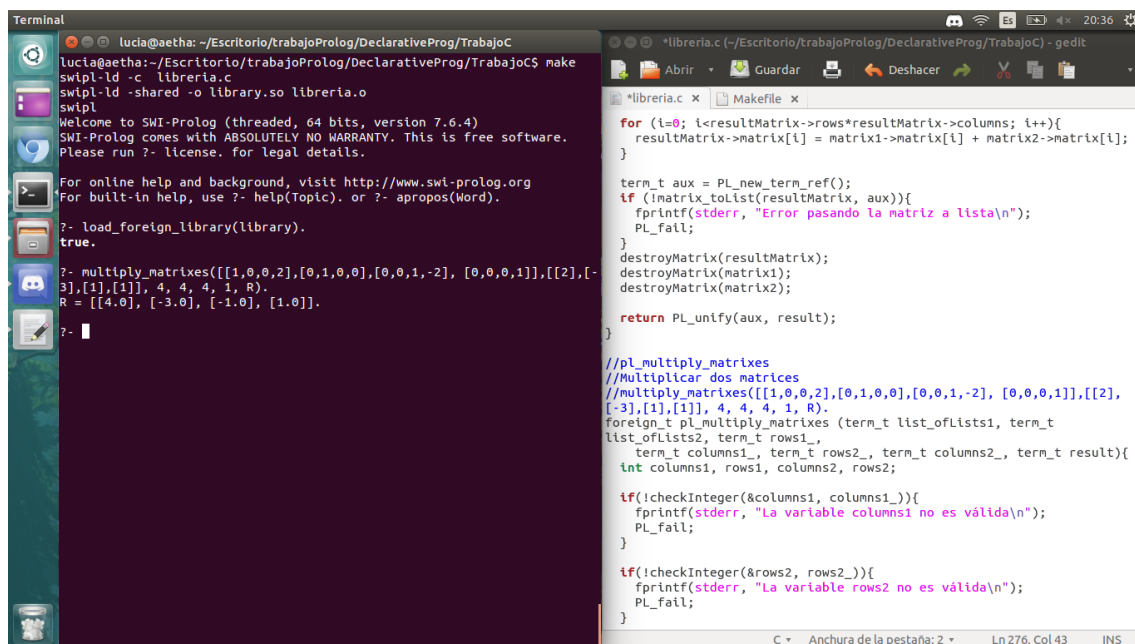 Terminal
Es
20:36
lucia@aetha: ~/Escritorio/trabajoProlog/DeclarativeProg/TrabajoC
lucia@aetha:~/Escritorio/trabajoProlog/DeclarativeProg/TrabajoC$ make
swipl-ld -c  libreria.c
swipl-ld -shared -o library.so libreria.o
swipl
Welcome to SWI-Prolog (threaded, 64 bits, version 7.6.4)
SWI-Prolog comes with ABSOLUTELY NO WARRANTY. This is free software.
Please run ?- license. for legal details.
For online help and background, visit http://www.swi-prolog.org
For built-in help, use ?- help(Topic). or ?- apropos(Word).
?- load_foreign_library(library).
true.
?- multiply_matrixes([[1,0,0,2],[0,1,0,0],[0,0,1,-2], [0,0,0,1]],[[2],[-
3],[1],[1]], 4, 4, 4, 1, R).
R = [[4.0], [-3.0], [-1.0], [1.0]].
?-
*libreria.c (~/Escritorio/trabajoProlog/DeclarativeProg/TrabajoC) - gedit
Abrir
Guardar
Deshacer
*libreria.c x
Makefile x
for (i=0; i<resultMatrix->rows*resultMatrix->columns; i++){
resultMatrix->matrix[i] = matrix1->matrix[i] + matrix2->matrix[i];
}
term_t aux = PL_new_term_ref();
if (!matrix_toList(resultMatrix, aux)){
fprintf(stderr, "Error pasando la matriz a lista\n");
PL_fail;
}
destroyMatrix(resultMatrix);
destroyMatrix(matrix1);
destroyMatrix(matrix2);
return PL_unify(aux, result);
}
//pl_multiply_matrixes
//Multiplicar dos matrices
//multiply_matrixes([[1,0,0,2],[0,1,0,0],[0,0,1,-2], [0,0,0,1]],[[2],
[-3],[1],[1]], 4, 4, 4, 1, R).
foreign_t pl_multiply_matrixes (term_t list_ofLists1, term_t
list_ofLists2, term_t rows1_,
term_t columns1_, term_t rows2_, term_t columns2_, term_t result){
int columns1, rows1, columns2, rows2;
if(!checkInteger(&columns1, columns1_)){
fprintf(stderr, "La variable columns1 no es válida\n");
PL_fail;
}
if(!checkInteger(&rows2, rows2_)){
fprintf(stderr, "La variable rows2 no es válida\n");
PL_fail;
}
C
Anchura de la pestaña: 2
Ln 276, Col 43
INS